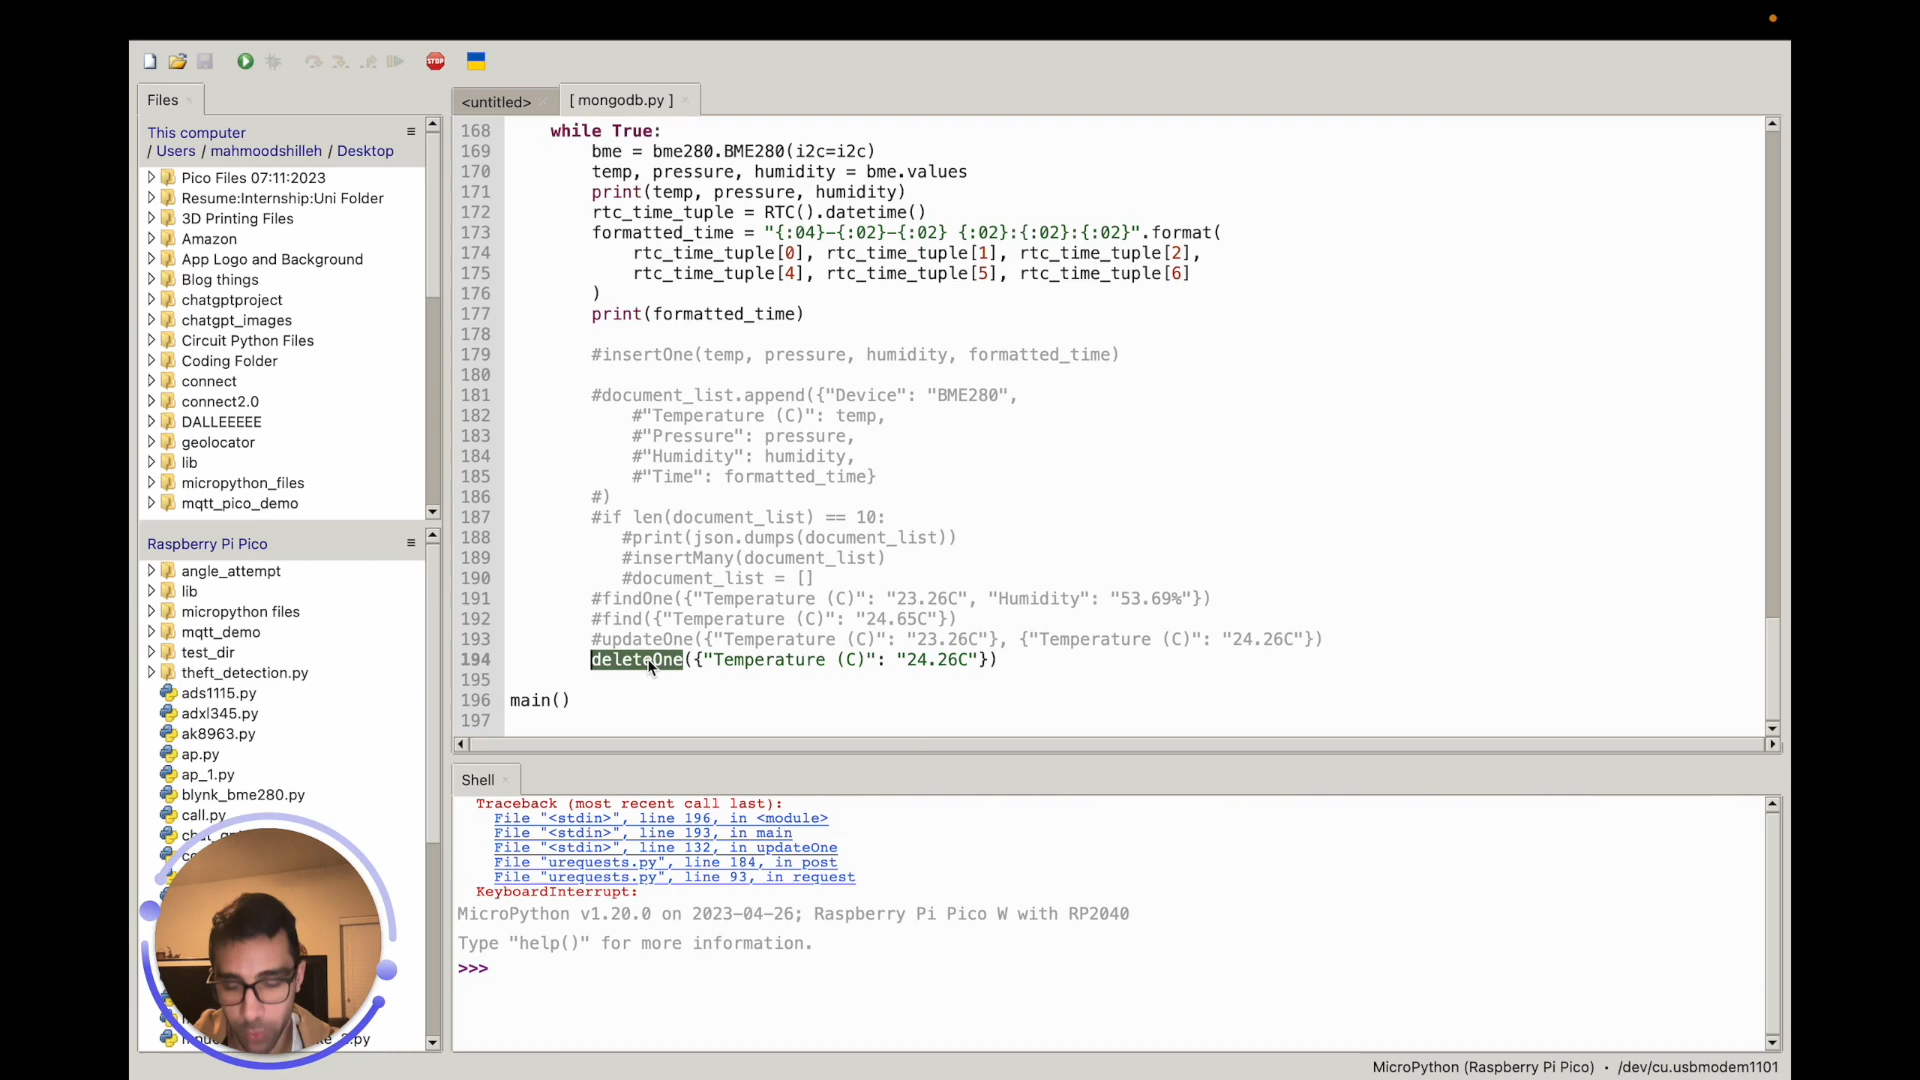 STOP
Files
This computer
/ Users / mahmoodshilleh / Desktop
Pico Files 07:11:2023
Resume:Internship:Uni Folder
3D Printing Files
Amazon
App Logo and Background
Blog things
chatgptproject
chatgpt_images
Circuit Python Files
Coding Folder
connect
connect2.0
DALLEEEEE
geolocator
lib
micropython_files
mqtt_pico_demo
Raspberry Pi Pico
angle_attempt
lib
micropython files
mqtt_demo
test_dir
theft_detection.py
ads1115.py
adxl345.py
ak8963.py
ap.py
ap_1.py
blynk_bme280.py
call.py
<untitled>
[ mongodb.py ]
168 while True:
169 bme = bme280.BME280(i2c=i2c)
170 temp, pressure, humidity = bme.values
171 print(temp, pressure, humidity)
172 rtc_time_tuple = RTC().datetime()
173 formatted_time = "{:04}-{:02}-{:02} {:02}:{:02}:{:02}".format(
174 rtc_time_tuple[0], rtc_time_tuple[1], rtc_time_tuple[2],
175 rtc_time_tuple[4], rtc_time_tuple[5], rtc_time_tuple[6]
176 )
177 print(formatted_time)
178
179 #insertOne(temp, pressure, humidity, formatted_time)
180
181 #document_list.append({"Device": "BME280",
182 #"Temperature (C)": temp,
183 #"Pressure": pressure,
184 #"Humidity": humidity,
185 #"Time": formatted_time}
186 #)
187 #if len(document_list) == 10:
188 #print(json.dumps(document_list))
189 #insertMany(document_list)
190 #document_list = []
191 #findOne({"Temperature (C)": "23.26C", "Humidity": "53.69%"})
192 #find({"Temperature (C)": "24.65C"})
193 #updateOne({"Temperature (C)": "23.26C"}, {"Temperature (C)": "24.26C"})
194 deleteOne({"Temperature (C)": "24.26C"})
195
196 main()
197
Shell
Traceback (most recent call last):
File "<stdin>", line 196, in <module>
File "<stdin>", line 193, in main
File "<stdin>", line 132, in updateOne
File "urequests.py", line 184, in post
File "urequests.py", line 93, in request
KeyboardInterrupt:
MicroPython v1.20.0 on 2023-04-26; Raspberry Pi Pico W with RP2040
Type "help()" for more information.
>>>
MicroPython (Raspberry Pi Pico) • /dev/cu.usbmodem1101